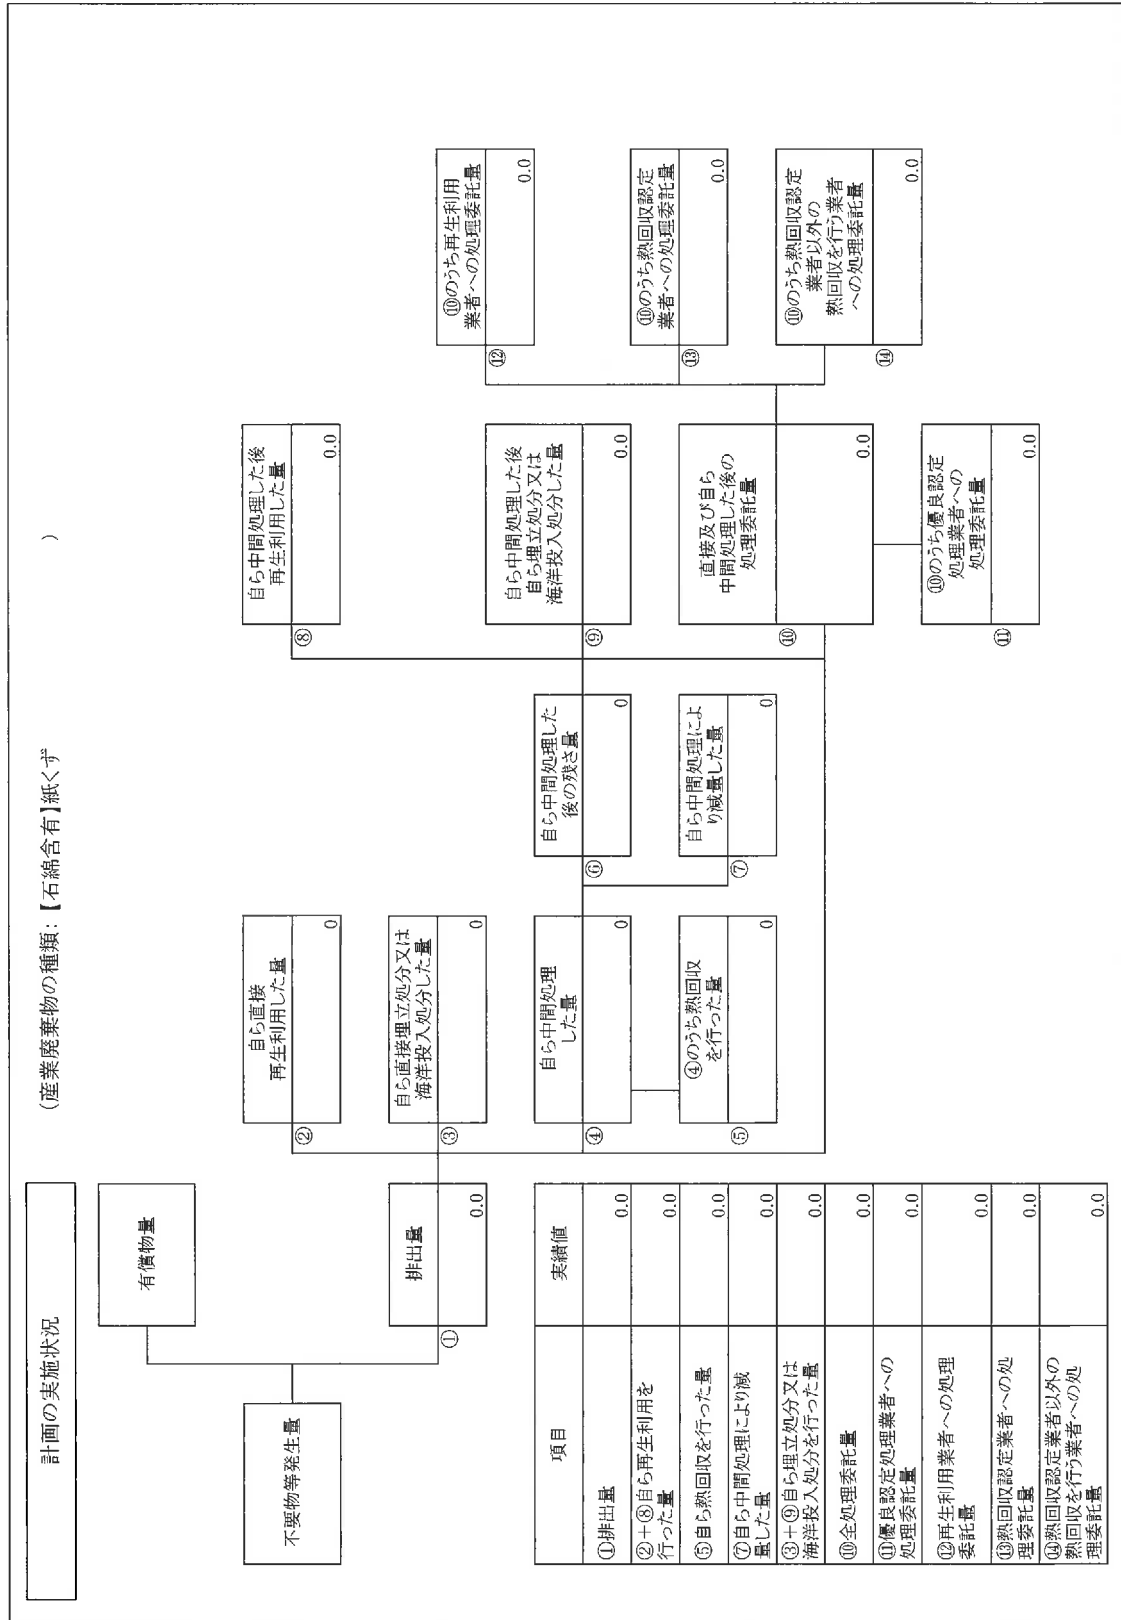 計画の実施状況
（産業廃棄物の種類：【石綿含有】紙くず　　　）
不要物等発生量
有償物量
①
排出量
0.0
②
自ら直接
再生利用した量
0
③
自ら直接埋立処分又は
海洋投入処分した量
0
④
自ら中間処理
した量
0
⑤
④のうち熱回収
を行った量
0
⑥
自ら中間処理した
後の残さ量
0
⑦
自ら中間処理によ
り減量した量
0
⑧
自ら中間処理した後
再生利用した量
0.0
⑨
自ら中間処理した後
自ら埋立処分又は
海洋投入処分した量
0.0
⑩
直接及び自ら
中間処理した後の
処理委託量
0.0
⑪
⑩のうち優良認定
処理業者への
処理委託量
0.0
⑫
⑩のうち再生利用
業者への処理委託量
0.0
⑬
⑩のうち熱回収認定
業者への処理委託量
0.0
⑭
⑩のうち熱回収認定
業者以外の
熱回収を行う業者
への処理委託量
0.0
項目 実績値
①排出量 0.0
②+⑧自ら再生利用を
行った量 0.0
⑤自ら熱回収を行った量 0.0
⑦自ら中間処理により減
量した量 0.0
③+⑨自ら埋立処分又は
海洋投入処分を行った量 0.0
⑩全処理委託量 0.0
⑪優良認定処理業者への
処理委託量 0.0
⑫再生利用業者への処理
委託量 0.0
⑬熱回収認定業者への処
理委託量 0.0
⑭熱回収認定業者以外の
熱回収を行う業者への処
理委託量 0.0